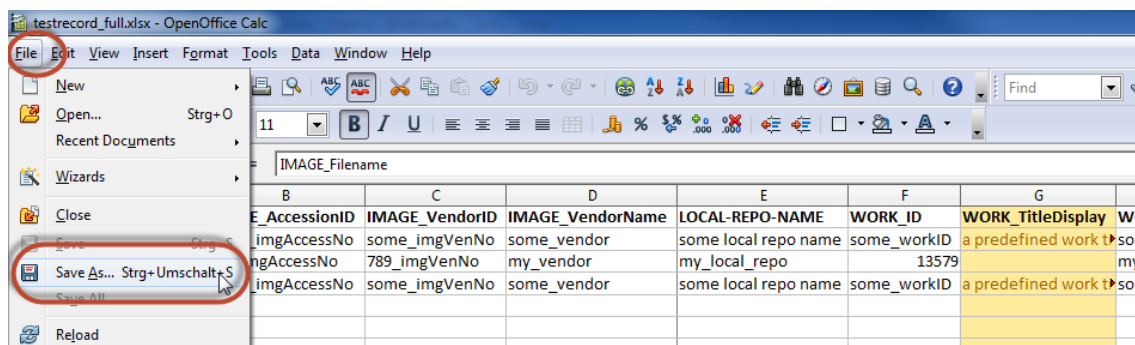 testrecord_full.xlsx - OpenOffice Calc
File Edit View Insert Format Tools Data Window Help
New
Find
Open... Strg+O
11 B I U
Recent Documents
= IMAGE_Filename
Wizards
B C D E F G
Close
E_AccessionID IMAGE_VendorID IMAGE_VendorName LOCAL-REPO-NAME WORK_ID WORK_TitleDisplay W
Save Strg+S
_imgAccessNo some_imgVenNo some_vendor some local repo name some_workID a predefined work t so
Save As... Strg+Umschalt+S
ngAccessNo 789_imgVenNo my_vendor my_local_repo 13579 my
_imgAccessNo some_imgVenNo some_vendor some local repo name some_workID a predefined work t so
Save All
Reload